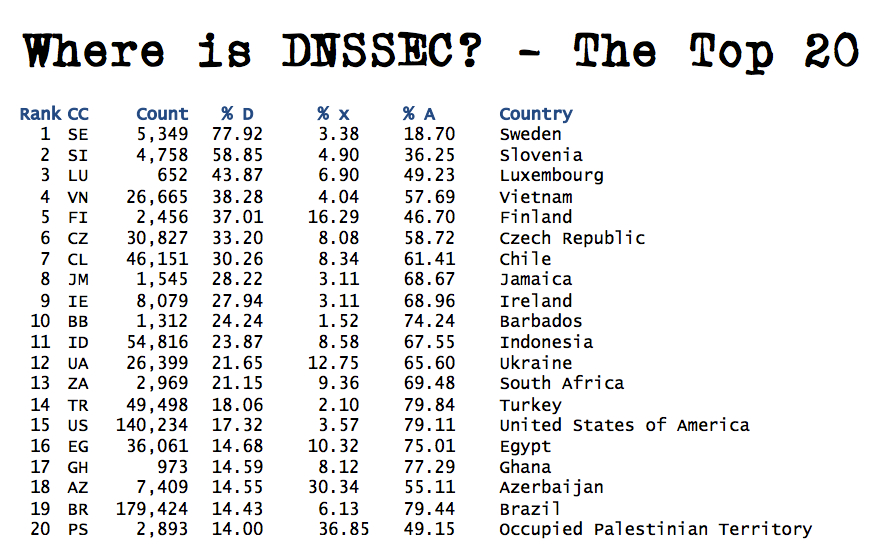 Where is DNSSEC? - The Top 20
Rank CC Count % D % x % A Country
1 SE 5,349 77.92 3.38 18.70 Sweden
2 SI 4,758 58.85 4.90 36.25 Slovenia
3 LU 652 43.87 6.90 49.23 Luxembourg
4 VN 26,665 38.28 4.04 57.69 Vietnam
5 FI 2,456 37.01 16.29 46.70 Finland
6 CZ 30,827 33.20 8.08 58.72 Czech Republic
7 CL 46,151 30.26 8.34 61.41 Chile
8 JM 1,545 28.22 3.11 68.67 Jamaica
9 IE 8,079 27.94 3.11 68.96 Ireland
10 BB 1,312 24.24 1.52 74.24 Barbados
11 ID 54,816 23.87 8.58 67.55 Indonesia
12 UA 26,399 21.65 12.75 65.60 Ukraine
13 ZA 2,969 21.15 9.36 69.48 South Africa
14 TR 49,498 18.06 2.10 79.84 Turkey
15 US 140,234 17.32 3.57 79.11 United States of America
16 EG 36,061 14.68 10.32 75.01 Egypt
17 GH 973 14.59 8.12 77.29 Ghana
18 AZ 7,409 14.55 30.34 55.11 Azerbaijan
19 BR 179,424 14.43 6.13 79.44 Brazil
20 PS 2,893 14.00 36.85 49.15 Occupied Palestinian Territory